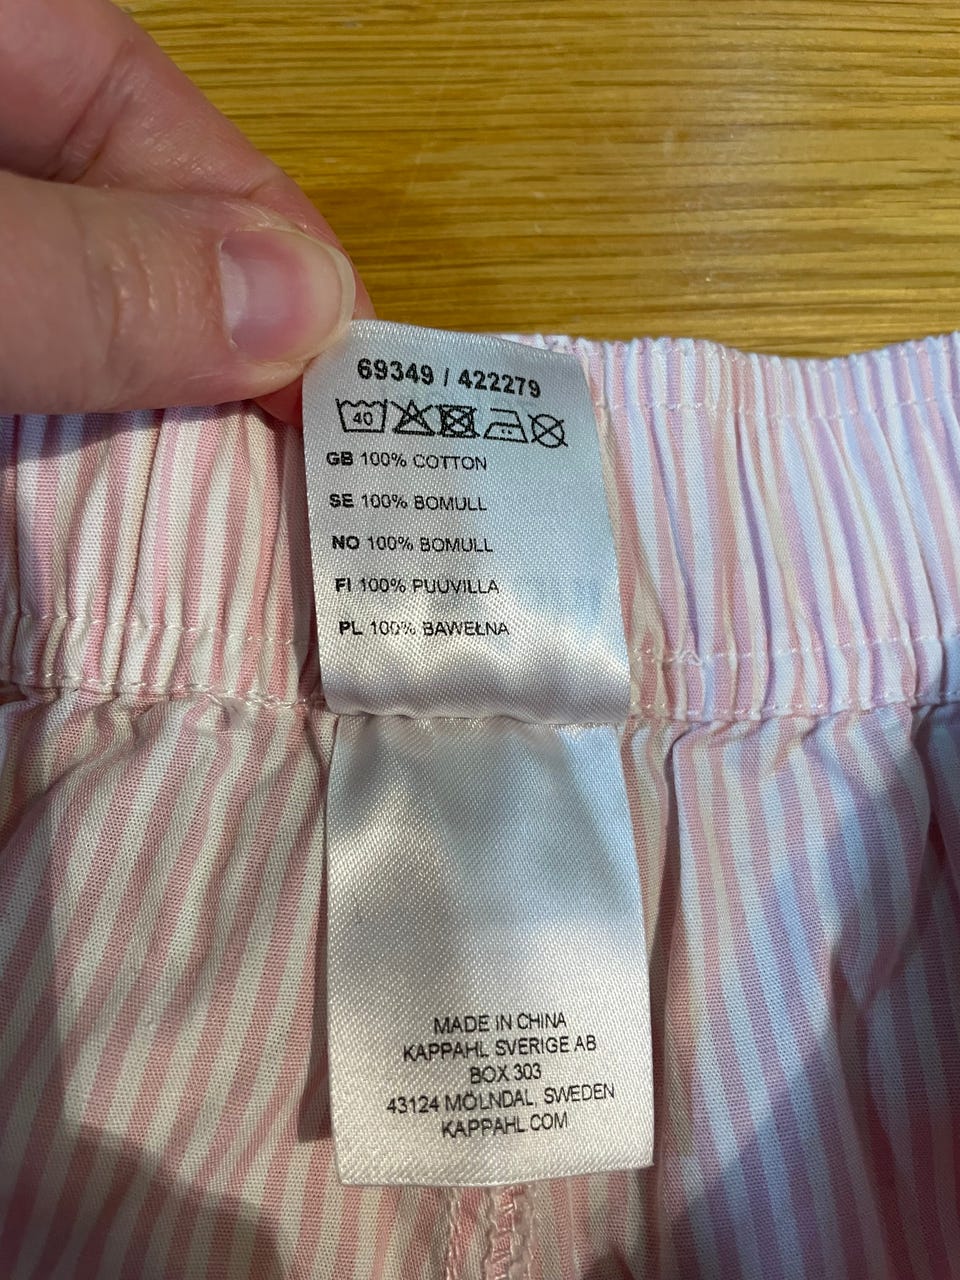 69349 / 422279
40
GB 100% COTTON
SE 100% BOMULL
NO 100% BOMULL
FI 100% PUUVILLA
PL 100% BAWEŁNA
MADE IN CHINA
KAPPAHL SVERIGE AB
BOX 303
43124 MÖLNDAL, SWEDEN
KAPPAHL.COM